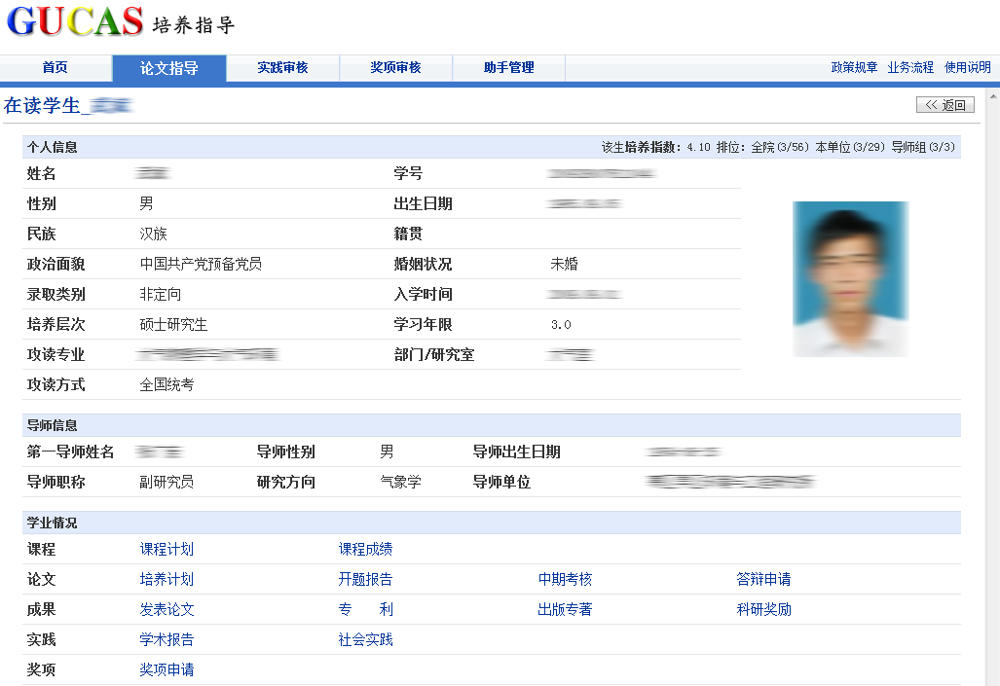 GUCAS 培养指导
首页 论文指导 实践审核 奖项审核 助手管理 政策规章 业务流程 使用说明
在读学生_
<< 返回
个人信息 该生培养指数：4.10 排位：全院(3/56) 本单位(3/29) 导师组(3/3)
姓名 学号
性别 男 出生日期
民族 汉族 籍贯
政治面貌 中国共产党预备党员 婚姻状况 未婚
录取类别 非定向 入学时间
培养层次 硕士研究生 学习年限 3.0
攻读专业 部门/研究室
攻读方式 全国统考
导师信息
第一导师姓名 导师性别 男 导师出生日期
导师职称 副研究员 研究方向 气象学 导师单位
学业情况
课程 课程计划 课程成绩
论文 培养计划 开题报告 中期考核 答辩申请
成果 发表论文 专 利 出版专著 科研奖励
实践 学术报告 社会实践
奖项 奖项申请